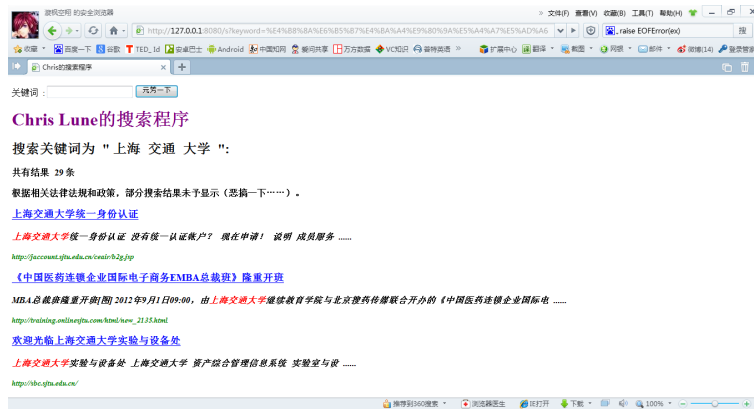 游枫空翔 的安全浏览器
» 文件(F) 查看(V) 收藏(B) 工具(T) 帮助(H)
http://127.0.0.1:8080/s?keyword=%E4%B8%8A%E6%B5%B7%E4%BA%A4%E9%80%9A%E5%A4%A7%E5%AD%A6
raise EOFError(ex)
搜
收藏 百度一下 谷歌 TED_1d 安卓巴士 Android 中国知网 爱问共享 万方数据 VC知识 普特英语 » 扩展中心 翻译 截图 网银 邮件 微博(14) 登录管家
Chris的搜索程序
关键词： 元芳一下
Chris Lune的搜索程序
搜索关键词为 "上海 交通 大学 ":
共有结果 29条
根据相关法律法规和政策，部分搜索结果未予显示（恶搞一下……）。
上海交通大学统一身份认证
上海交通大学统一身份认证 没有统一认证帐户? 现在申请! 说明 成员服务 ......
http://jaccount.sjtu.edu.cn/ceair/b2g.jsp
《中国医药连锁企业国际电子商务EMBA总裁班》隆重开班
MBA总裁班隆重开班[图] 2012年9月1日09:00，由上海交通大学继续教育学院与北京搜药传媒联合开办的《中国医药连锁企业国际电 ......
http://training.onlinesjtu.com/html/new_2135.html
欢迎光临上海交通大学实验与设备处
上海交通大学实验与设备处 上海交通大学 资产综合管理信息系统 实验室与设 ......
http://sbc.sjtu.edu.cn/
推荐到360搜索 浏览器医生 IE打开 下载 100%